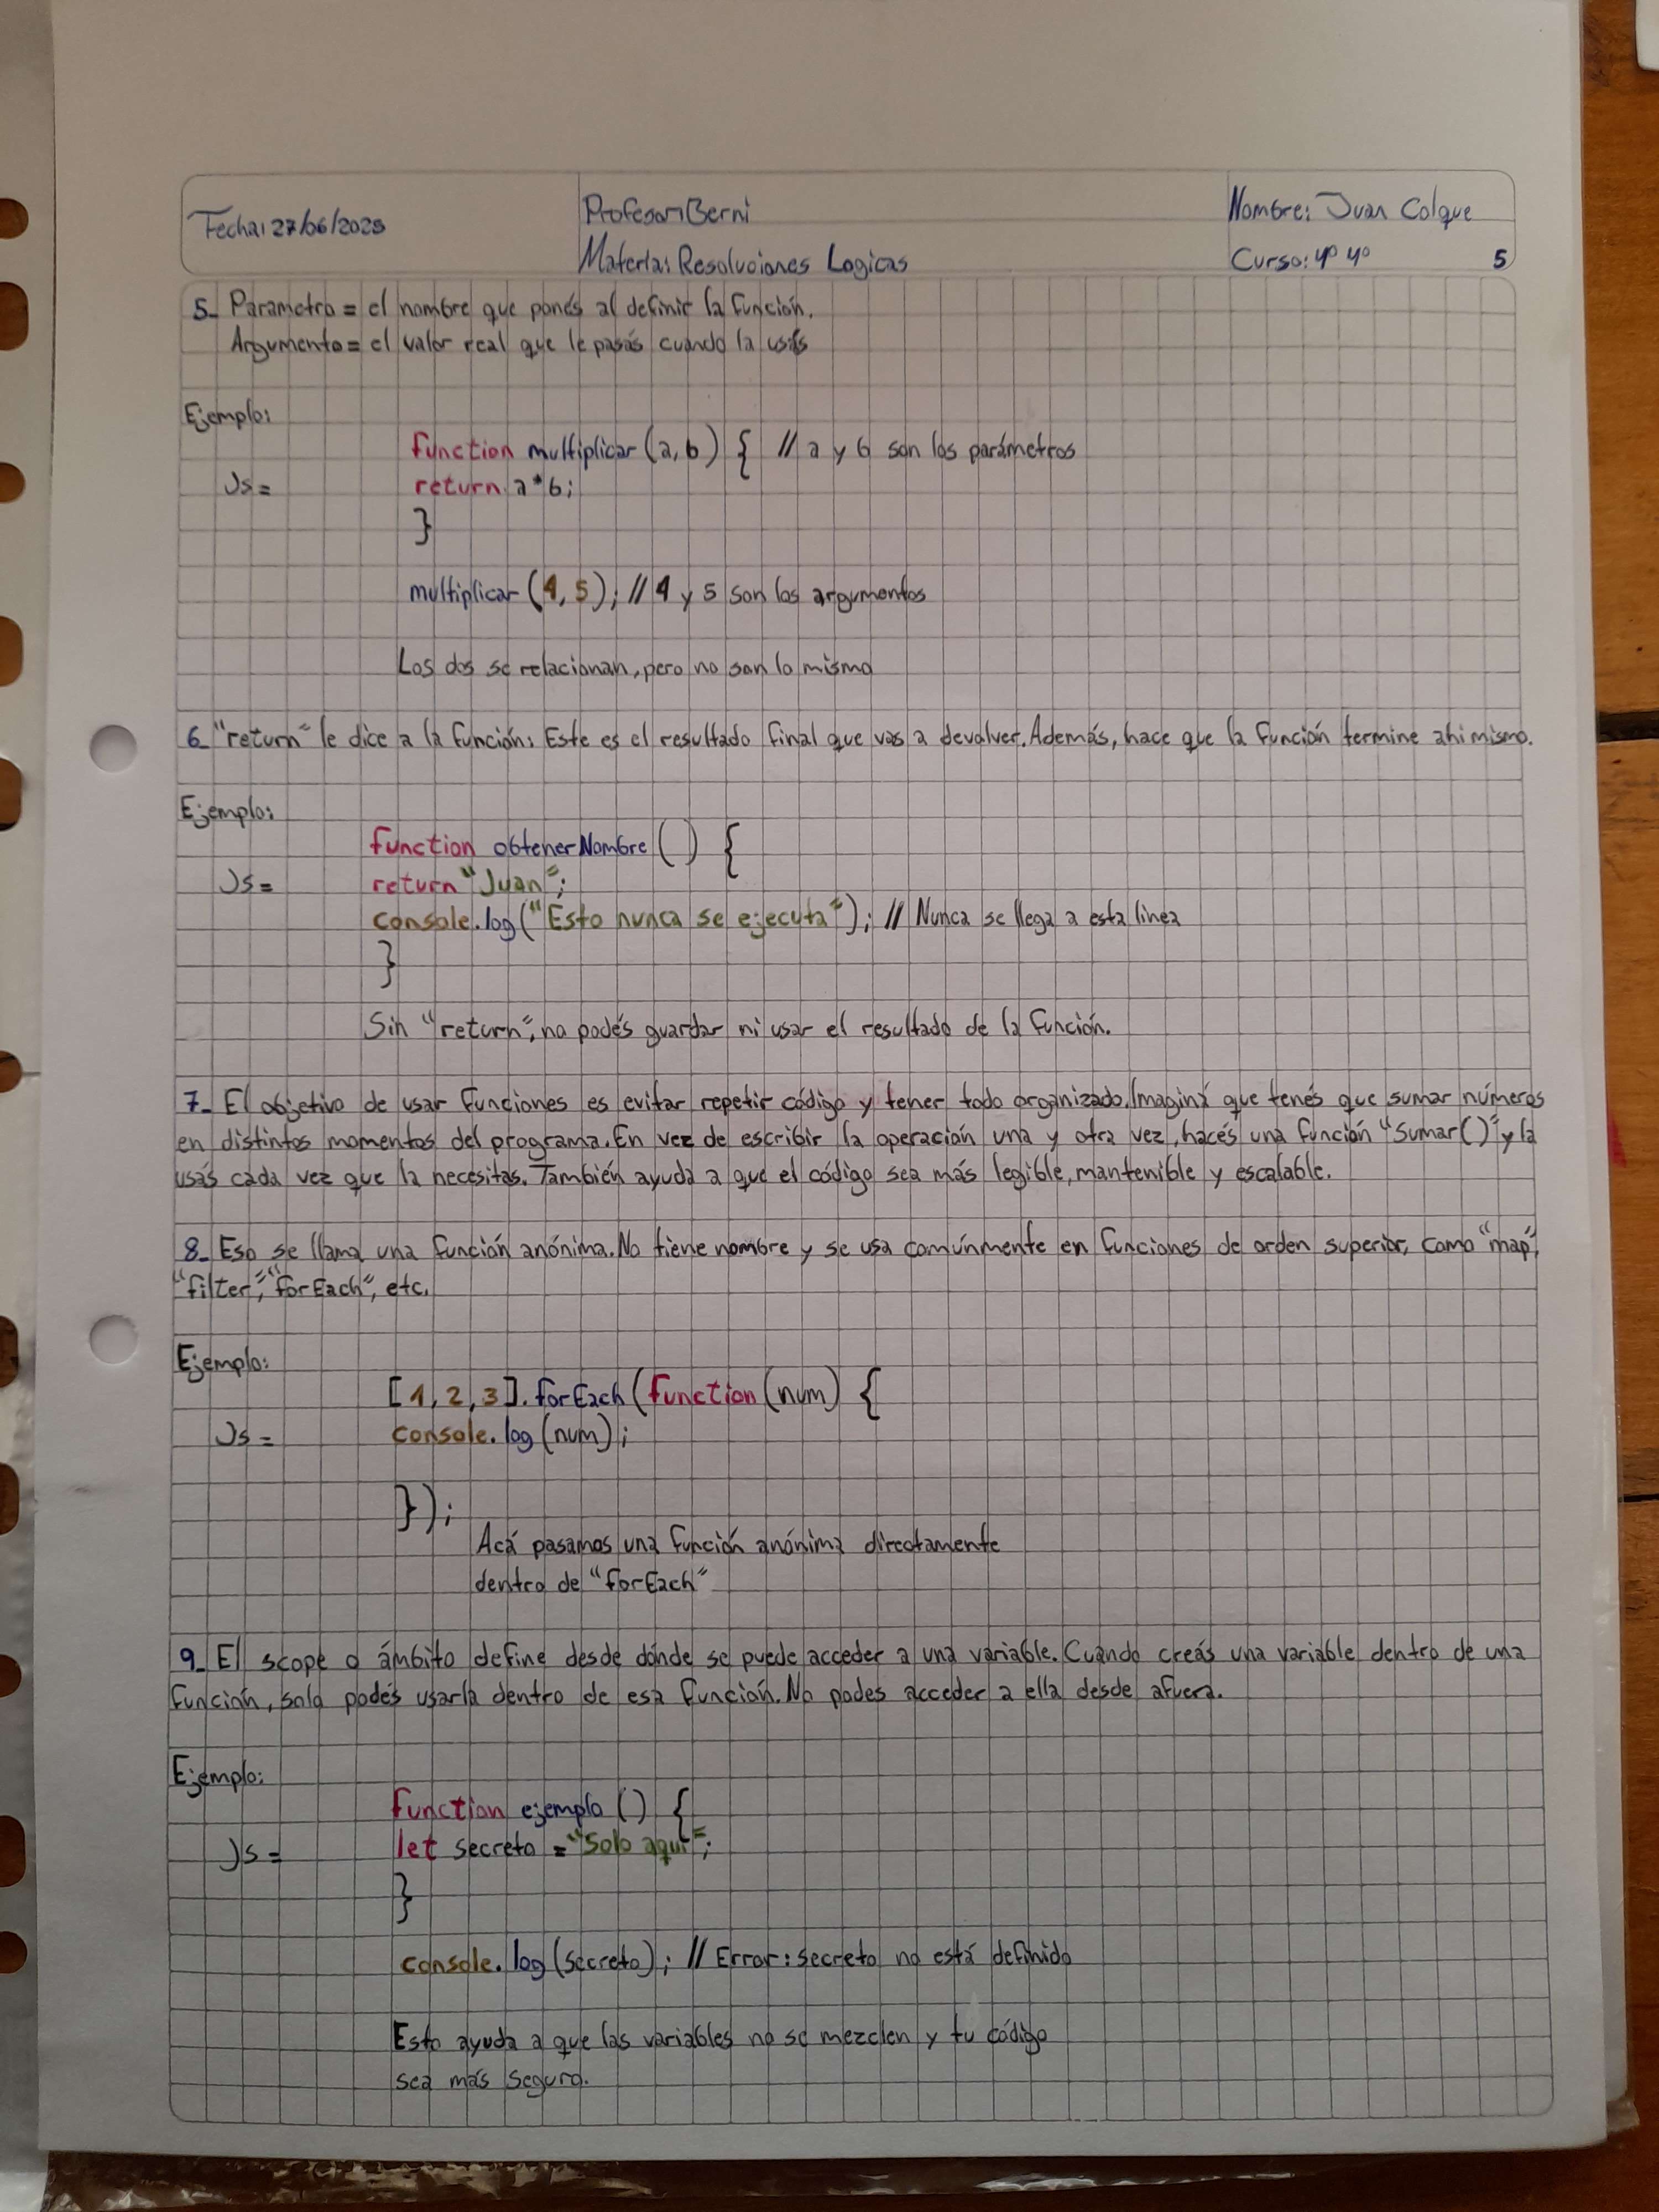 Fecha: 27/06/2025
Profesor: Berni
Materia: Resoluciones Logicas
Nombre: Juan Colque
Curso: 4º 4º
5
5_ Parametro = el nombre que ponés al definir la función.
Argumento = el valor real que le pasás cuando la usás
Ejemplo:
function multiplicar (a, b) { // a y b son los parámetros
Js = return a * b;
}
multiplicar (4, 5); // 4 y 5 son los argumentos
Los dos se relacionan, pero no son lo mismo
6_ "return" le dice a la función: Este es el resultado final que vas a devolver. Además, hace que la función termine ahi mismo.
Ejemplo:
function obtenerNombre () {
Js = return "Juan";
console.log("Esto nunca se ejecuta"); // Nunca se llega a esta linea
}
Sin "return", no podés guardar ni usar el resultado de la función.
7_ El objetivo de usar funciones es evitar repetir código y tener todo organizado. Imaginá que tenés que sumar números
en distintos momentos del programa. En vez de escribir la operación una y otra vez, hacés una función "sumar()" y la
usás cada vez que la necesitas. También ayuda a que el código sea más legible, mantenible y escalable.
8_ Eso se llama una función anónima. No tiene nombre y se usa comúnmente en funciones de orden superior, como "map",
"filter", "forEach", etc.
Ejemplo:
[1, 2, 3]. forEach (function (num) {
Js = console. log (num);
});
Acá pasamos una función anónima directamente
dentro de "forEach"
9_ El scope o ámbito define desde dónde se puede acceder a una variable. Cuándo creás una variable dentro de una
función, solo podés usarla dentro de esa función. No podes acceder a ella desde afuera.
Ejemplo:
function ejemplo () {
Js = let secreto = "Solo aquí";
}
console. log (secreto); // Error: secreto no está definido
Esto ayuda a que las variables no se mezclen y tu código
sea más seguro.